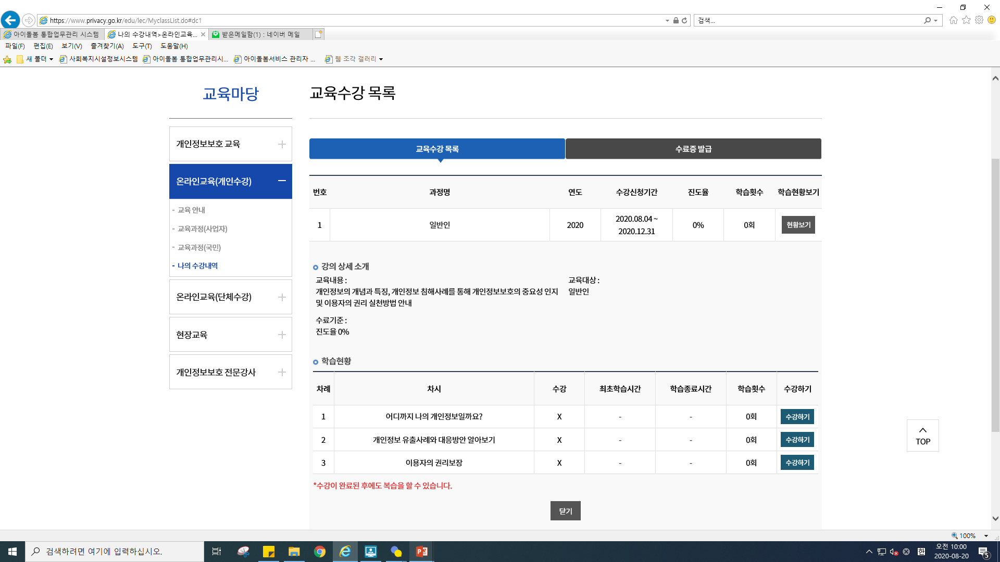 https://www.privacy.go.kr/edu/lec/MyclassList.do#dc1
검색...
아이돌봄 통합업무관리 시스템
나의 수강내역>온라인교육...
받은메일함(1) : 네이버 메일
파일(F) 편집(E) 보기(V) 즐겨찾기(A) 도구(T) 도움말(H)
새 폴더 사회복지시설정보시스템 아이돌봄 통합업무관리시... 아이돌봄서비스 관리자 ... 웹 조각 갤러리
교육마당
개인정보보호 교육
온라인교육(개인수강)
- 교육 안내
- 교육과정(사업자)
- 교육과정(국민)
- 나의 수강내역
온라인교육(단체수강)
현장교육
개인정보보호 전문강사
교육수강 목록
교육수강 목록 수료증 발급
번호 과정명 연도 수강신청기간 진도율 학습횟수 학습현황보기
1 일반인 2020 2020.08.04 ~ 2020.12.31 0% 0회 현황보기
강의 상세 소개
교육내용 :
개인정보의 개념과 특징, 개인정보 침해사례를 통해 개인정보보호의 중요성 인지
및 이용자의 권리 실천방법 안내
교육대상 :
일반인
수료기준 :
진도율 0%
학습현황
차례 차시 수강 최초학습시간 학습종료시간 학습횟수 수강하기
1 어디까지 나의 개인정보일까요? X - - 0회 수강하기
2 개인정보 유출사례와 대응방안 알아보기 X - - 0회 수강하기
3 이용자의 권리보장 X - - 0회 수강하기
*수강이 완료된 후에도 복습을 할 수 있습니다.
닫기
TOP
100%
검색하려면 여기에 입력하십시오.
한
오전 10:00
2020-08-20
5